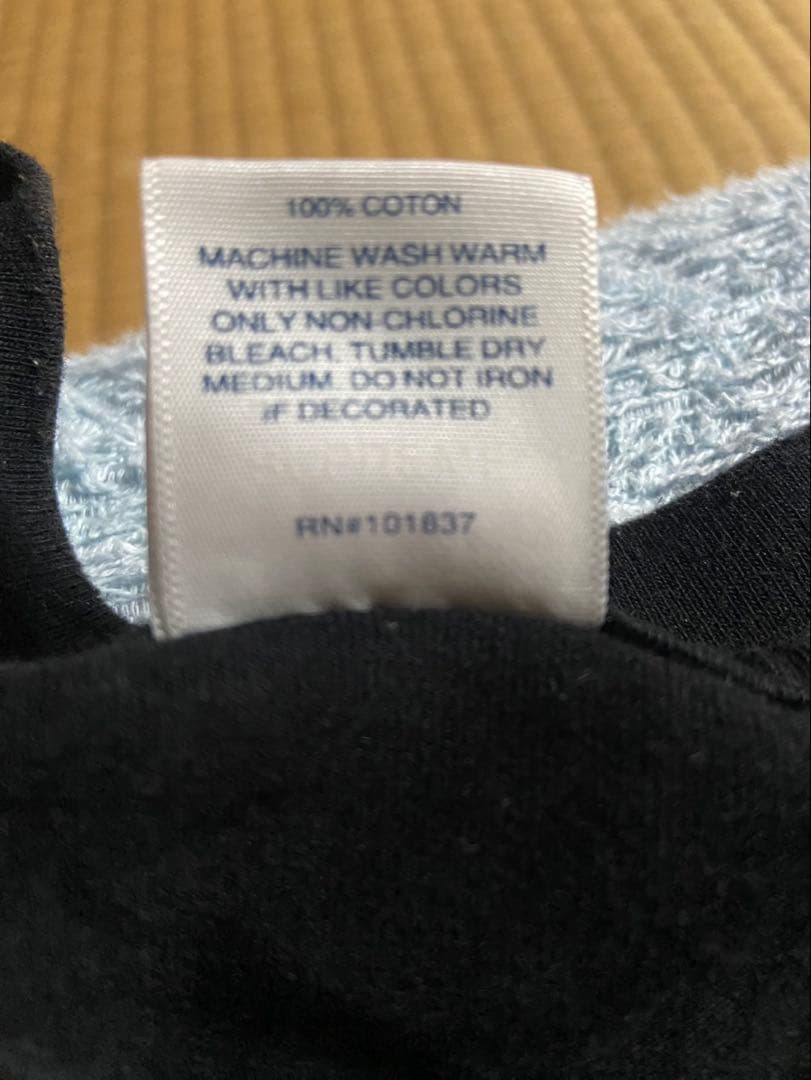 100% COTON
MACHINE WASH WARM
WITH LIKE COLORS
ONLY NON-CHLORINE
BLEACH. TUMBLE DRY
MEDIUM. DO NOT IRON
IF DECORATED
RN#101837